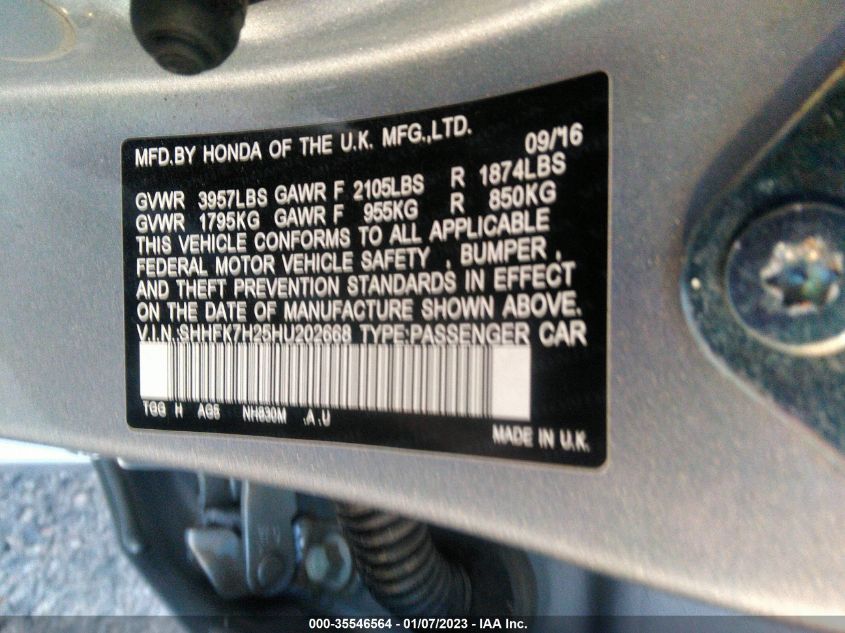 MFD.BY HONDA OF THE U.K. MFG.,LTD. 09/'16
GVWR 3957LBS GAWR F 2105LBS R 1874LBS
GVWR 1795KG GAWR F 955KG R 850KG
THIS VEHICLE CONFORMS TO ALL APPLICABLE
FEDERAL MOTOR VEHICLE SAFETY , BUMPER ,
AND THEFT PREVENTION STANDARDS IN EFFECT
ON THE DATE OF MANUFACTURE SHOWN ABOVE.
V.I.N.:SHHFK7H25HU202668 TYPE:PASSENGER CAR
TGG H AG5 NH830M .A .U
MADE IN U.K.
000-35546564 — 01/07/2023 — IAA Inc.